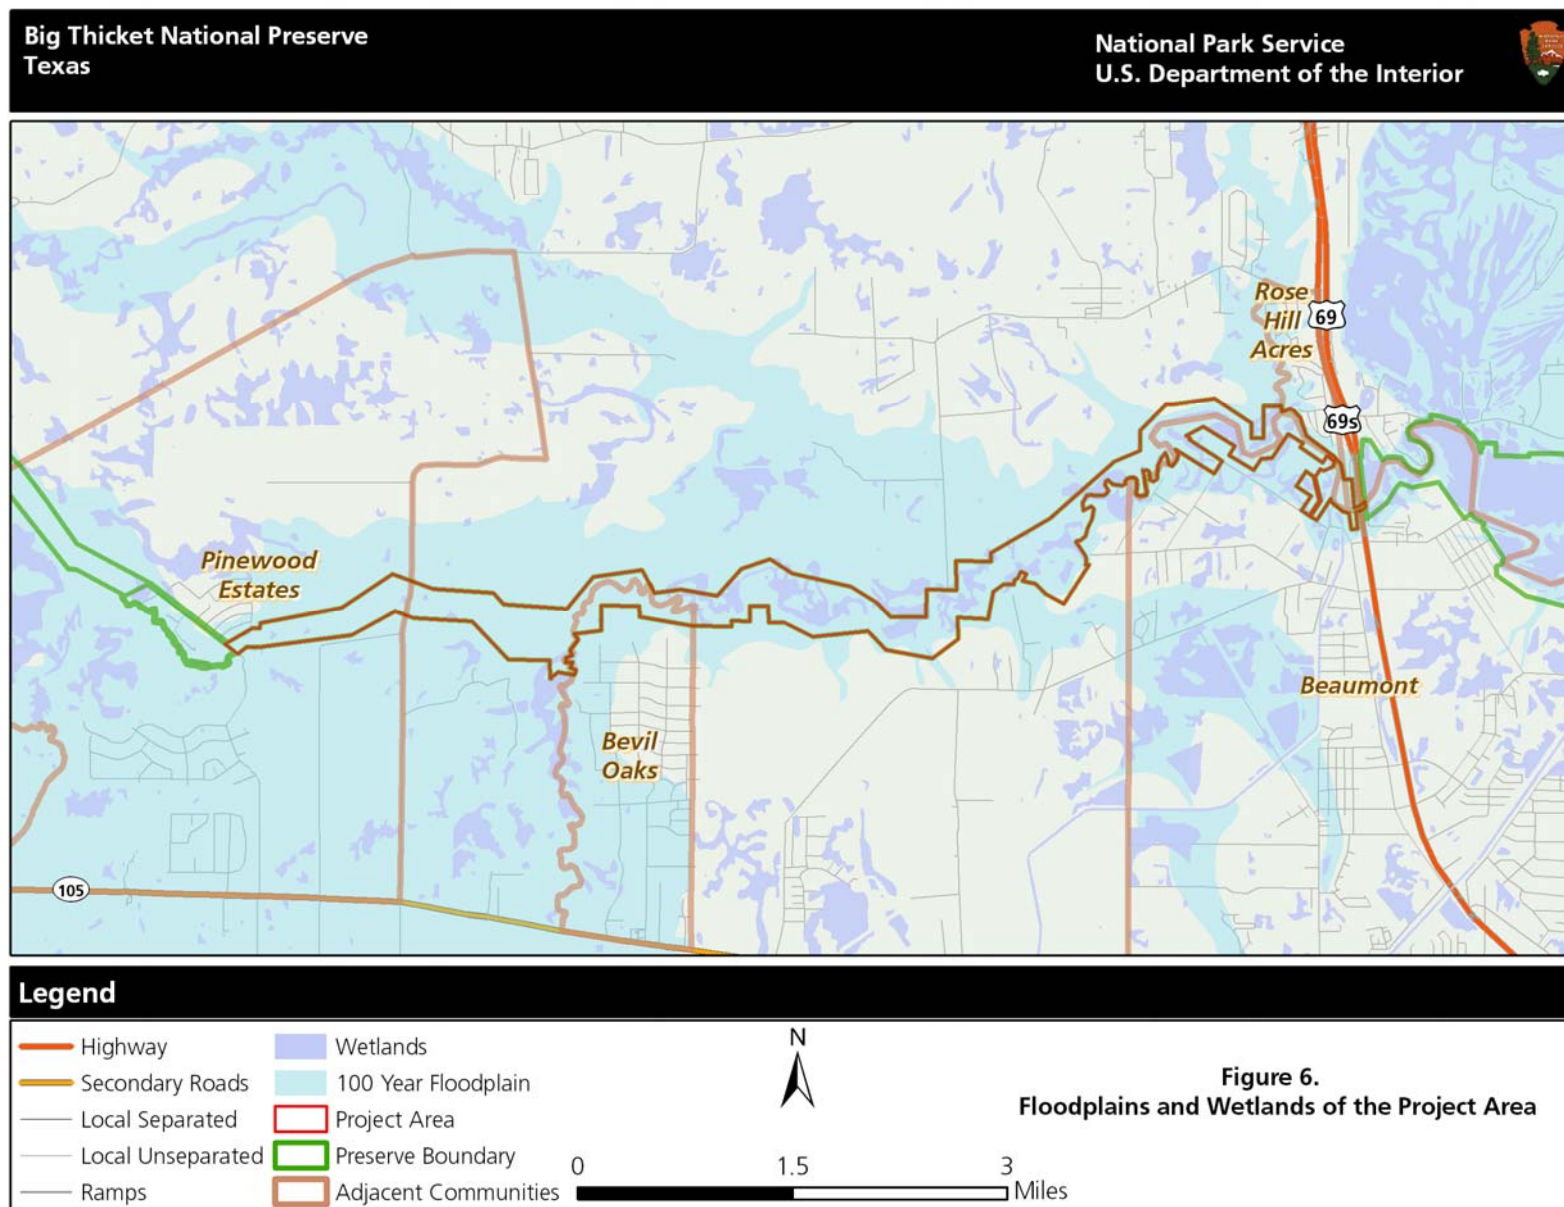 Big Thicket National Preserve
Texas
National Park Service
U.S. Department of the Interior
Rose
Hill
Acres
69
69s
Pinewood
Estates
Beaumont
Bevil
Oaks
105
Legend
Highway
Secondary Roads
Local Separated
Local Unseparated
Ramps
Wetlands
100 Year Floodplain
Project Area
Preserve Boundary
Adjacent Communities
N
0 1.5 3
Miles
Figure 6.
Floodplains and Wetlands of the Project Area